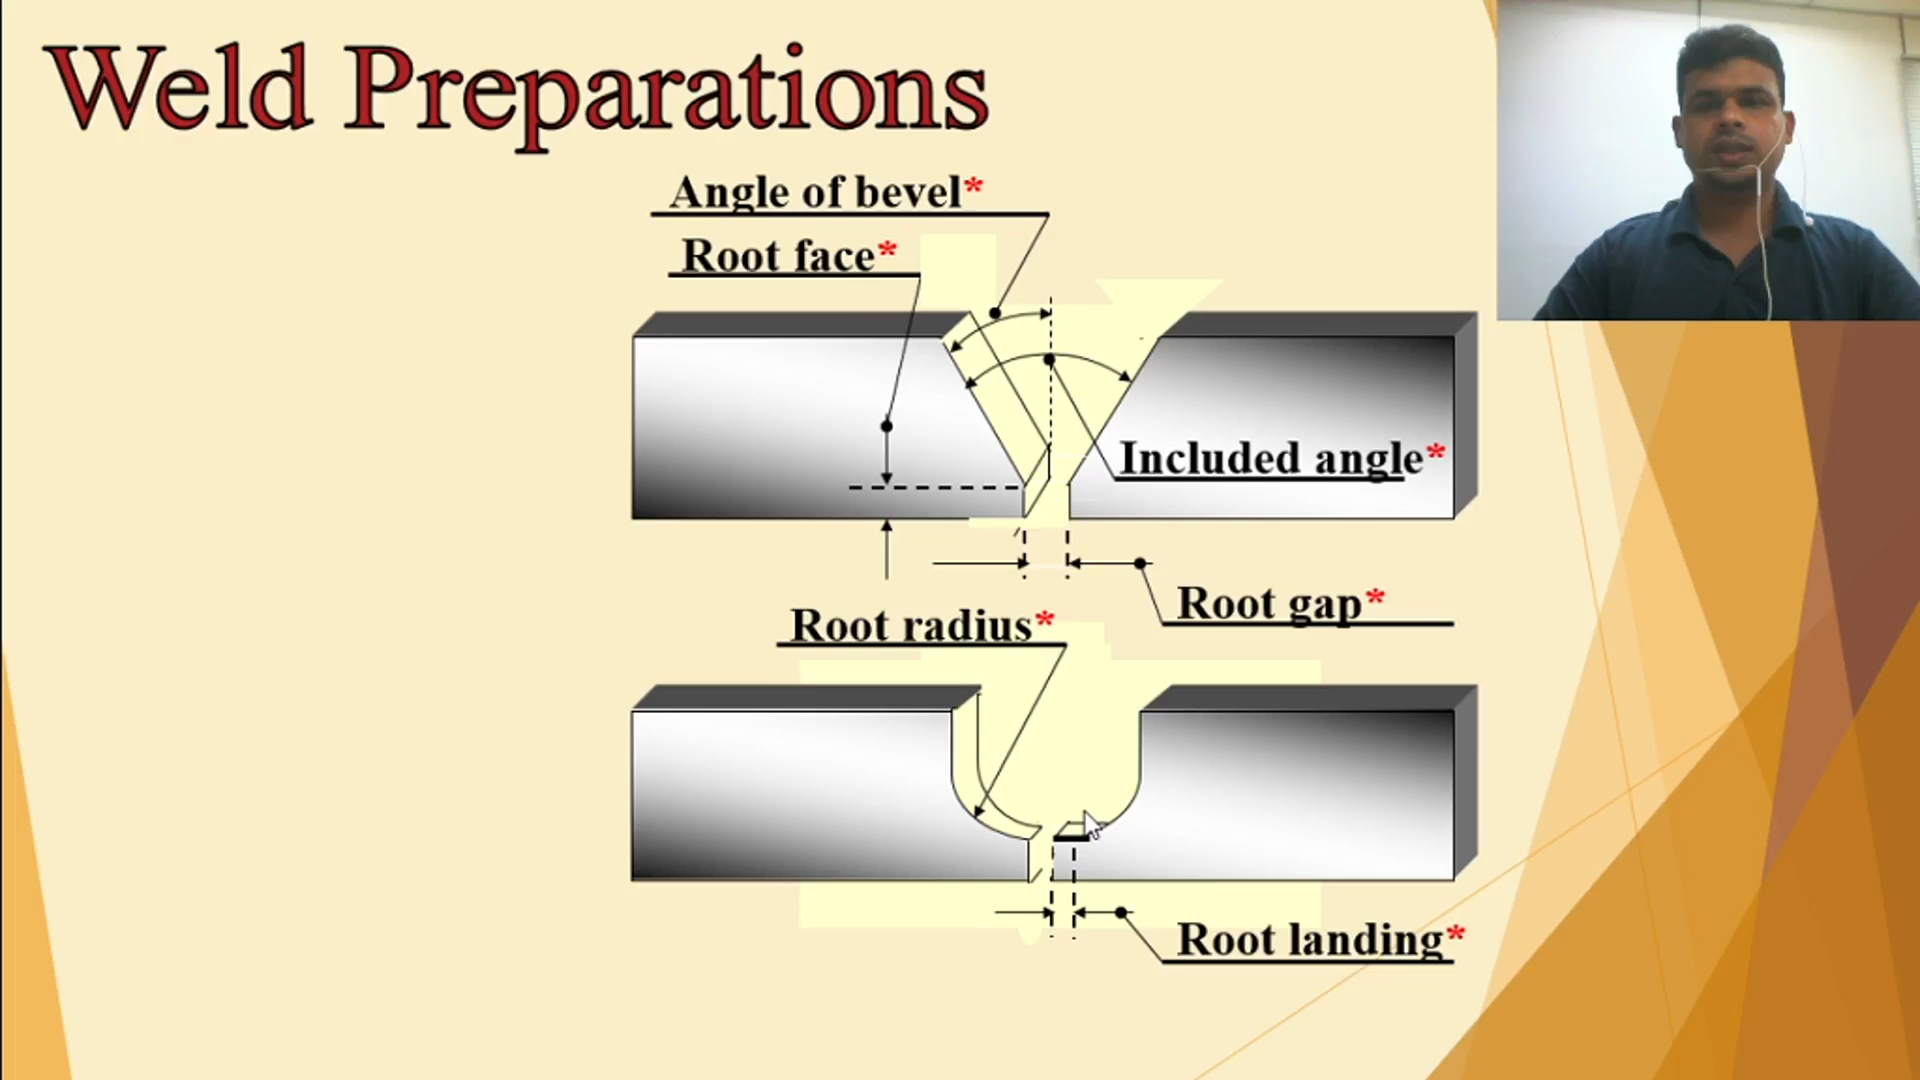 Weld Preparations
Angle of bevel*
Root face*
Included angle*
Root gap*
Root radius*
Root landing*